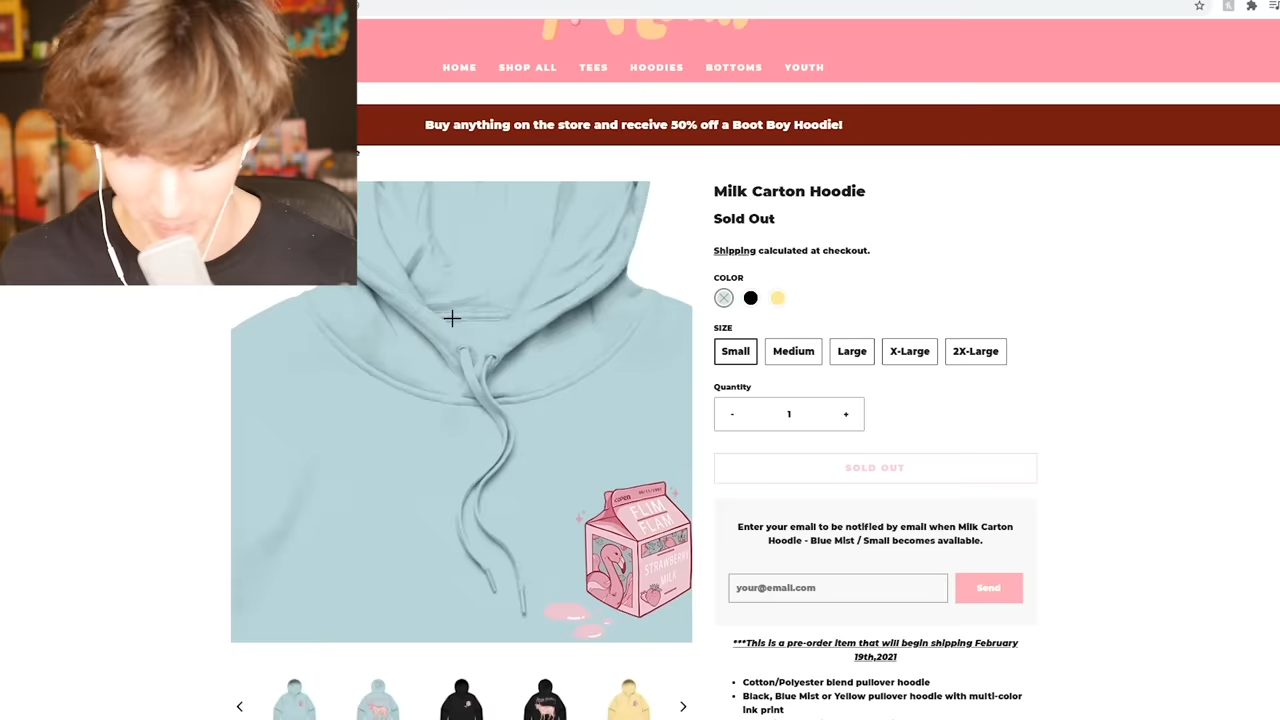 HOME SHOP ALL TEES HOODIES BOTTOMS YOUTH
Buy anything on the store and receive 50% off a Boot Boy Hoodie!
Milk Carton Hoodie
Sold Out
Shipping calculated at checkout.
COLOR
SIZE
Small Medium Large X-Large 2X-Large
Quantity
- 1 +
SOLD OUT
Enter your email to be notified by email when Milk Carton
Hoodie - Blue Mist / Small becomes available.
your@email.com Send
***This is a pre-order item that will begin shipping February
19th,2021
• Cotton/Polyester blend pullover hoodie
• Black, Blue Mist or Yellow pullover hoodie with multi-color
ink print
FLIM
FLAM
STRAWBERRY
MILK